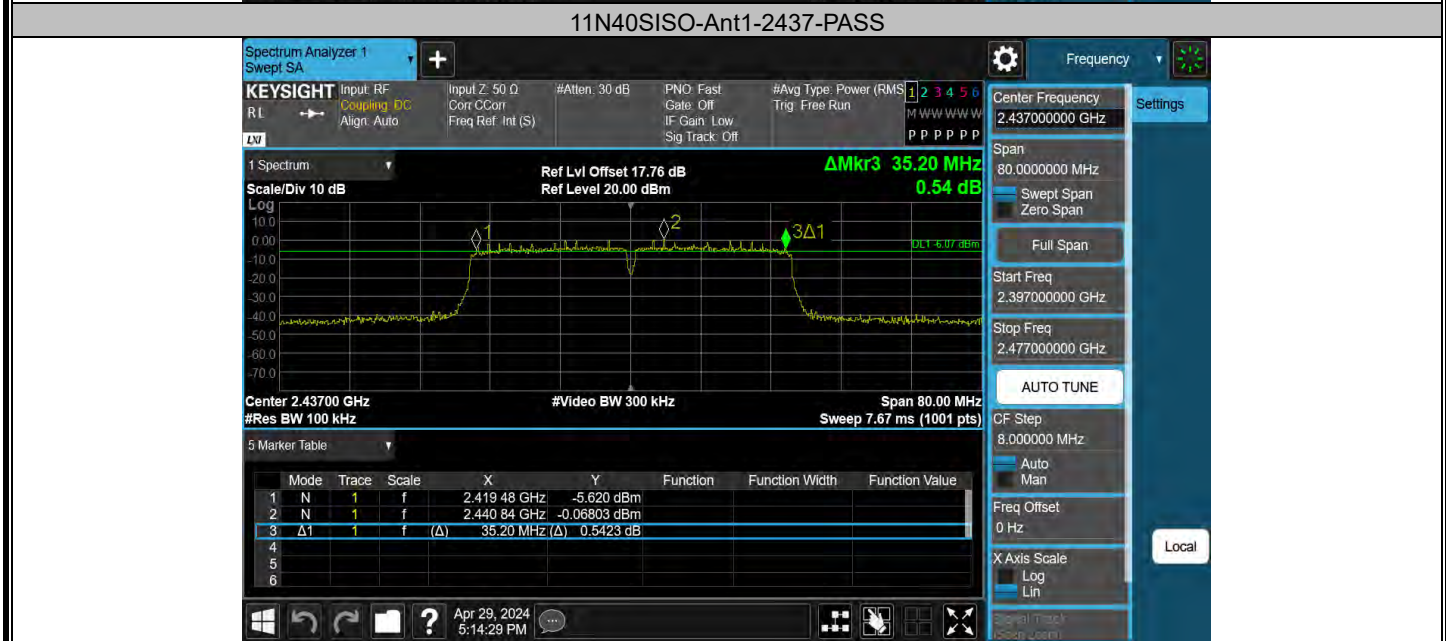 11N40SISO-Ant1-2437-PASS
Spectrum Analyzer 1
Swept SA
+
Frequency
KEYSIGHT
RL
LXI
Input: RF
Coupling: DC
Align: Auto
Input Z: 50 Ω
Corr CCorr
Freq Ref: Int (S)
#Atten: 30 dB
PNO: Fast
Gate: Off
IF Gain: Low
Sig Track: Off
#Avg Type: Power (RMS
Trig: Free Run
1 2 3 4 5 6
M W W W W W
P P P P P P
1 Spectrum
Scale/Div 10 dB
Ref Lvl Offset 17.76 dB
Ref Level 20.00 dBm
ΔMkr3 35.20 MHz
0.54 dB
Log
10.0
0.00
-10.0
-20.0
-30.0
-40.0
-50.0
-60.0
-70.0
1
2
3Δ1
DL1 -6.07 dBm
Center 2.43700 GHz
#Video BW 300 kHz
Span 80.00 MHz
#Res BW 100 kHz
Sweep 7.67 ms (1001 pts)
5 Marker Table
Mode Trace Scale X Y Function Function Width Function Value
1 N 1 f 2.419 48 GHz -5.620 dBm
2 N 1 f 2.440 84 GHz -0.06803 dBm
3 Δ1 1 f (Δ) 35.20 MHz (Δ) 0.5423 dB
4
5
6
?
Apr 29, 2024
5:14:29 PM
Center Frequency
2.437000000 GHz
Settings
Span
80.0000000 MHz
Swept Span
Zero Span
Full Span
Start Freq
2.397000000 GHz
Stop Freq
2.477000000 GHz
AUTO TUNE
CF Step
8.000000 MHz
Auto
Man
Freq Offset
0 Hz
X Axis Scale
Log
Lin
Local
Signal Track
(Span Zoom)